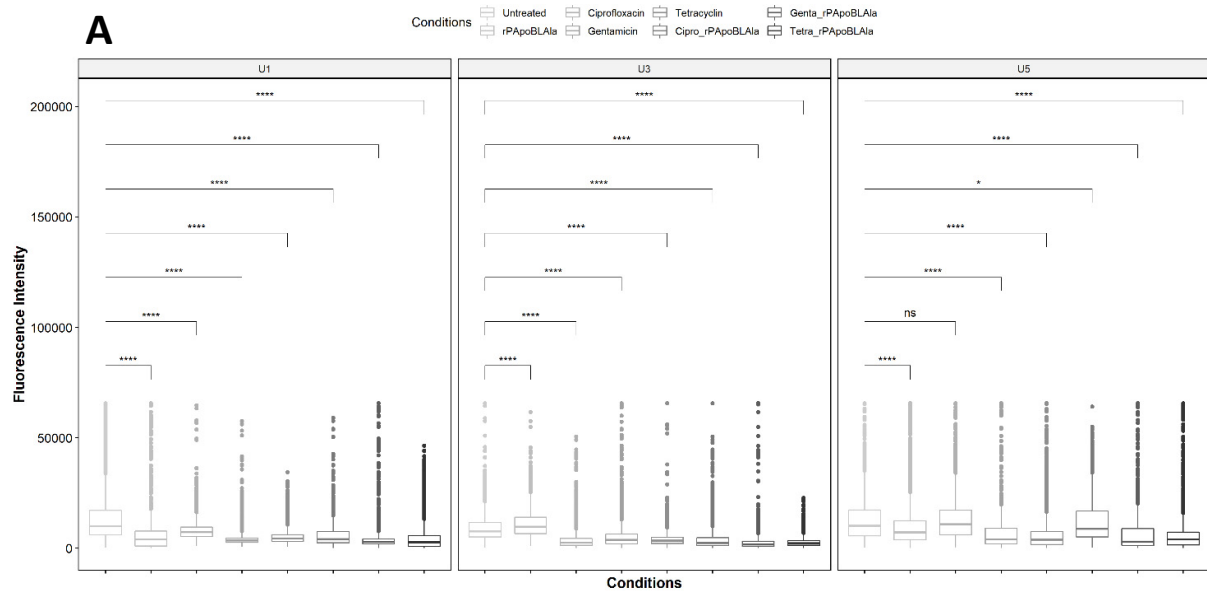 A
Conditions Untreated Ciprofloxacin Tetracyclin Genta_rPApoBLAla
rPApoBLAla Gentamicin Cipro_rPApoBLAla Tetra_rPApoBLAla
U1 U3 U5
200000
**** **** ****
**** **** ****
150000
**** **** *
**** **** ****
**** **** ****
100000
**** **** ns
**** **** ****
50000
0
Fluorescence Intensity
Conditions